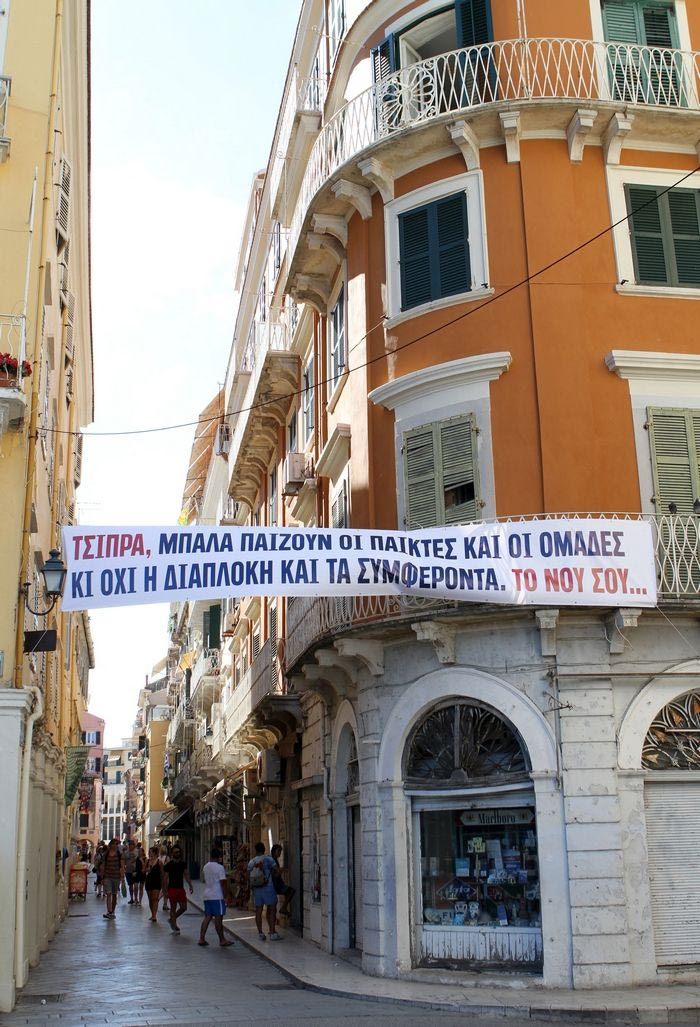 ΤΣΙΠΡΑ, ΜΠΑΛΑ ΠΑΙΖΟΥΝ ΟΙ ΠΑΙΚΤΕΣ ΚΑΙ ΟΙ ΟΜΑΔΕΣ
ΚΙ ΟΧΙ Η ΔΙΑΠΛΟΚΗ ΚΑΙ ΤΑ ΣΥΜΦΕΡΟΝΤΑ. ΤΟ ΝΟΥ ΣΟΥ...
Marlboro